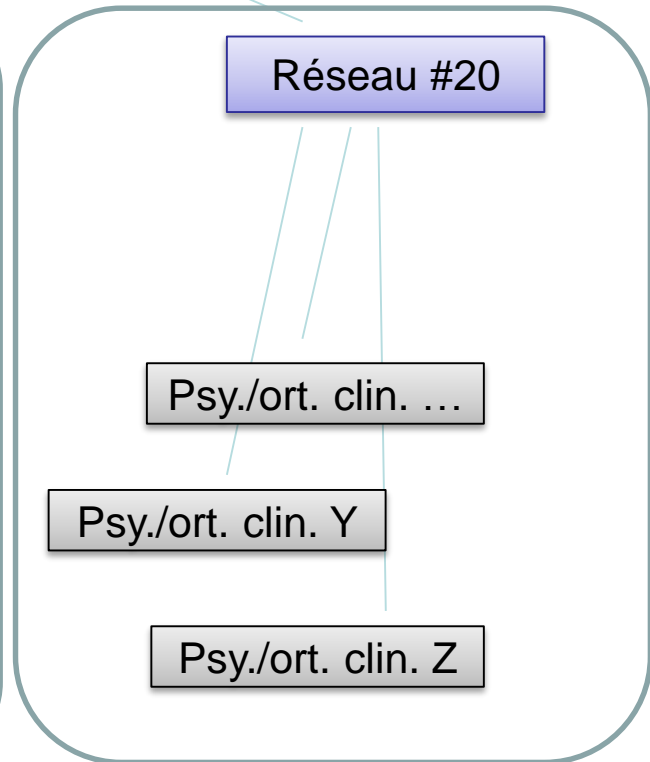 Réseau #20
Psy./ort. clin. …
Psy./ort. clin. Y
Psy./ort. clin. Z